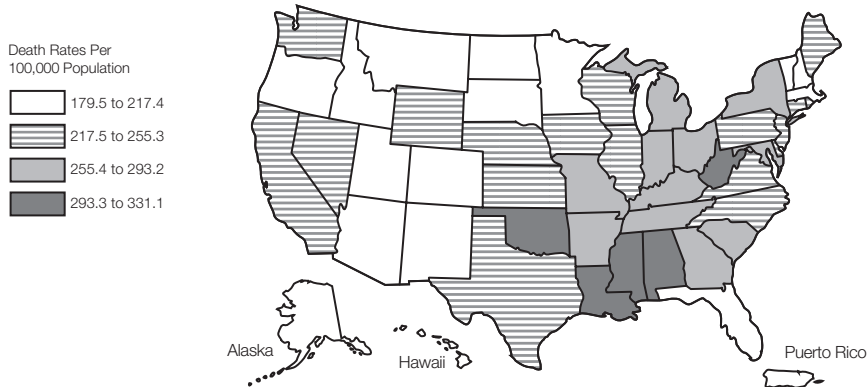 Death Rates Per
100,000 Population
179.5 to 217.4
217.5 to 255.3
255.4 to 293.2
293.3 to 331.1
Alaska
Hawaii
Puerto Rico